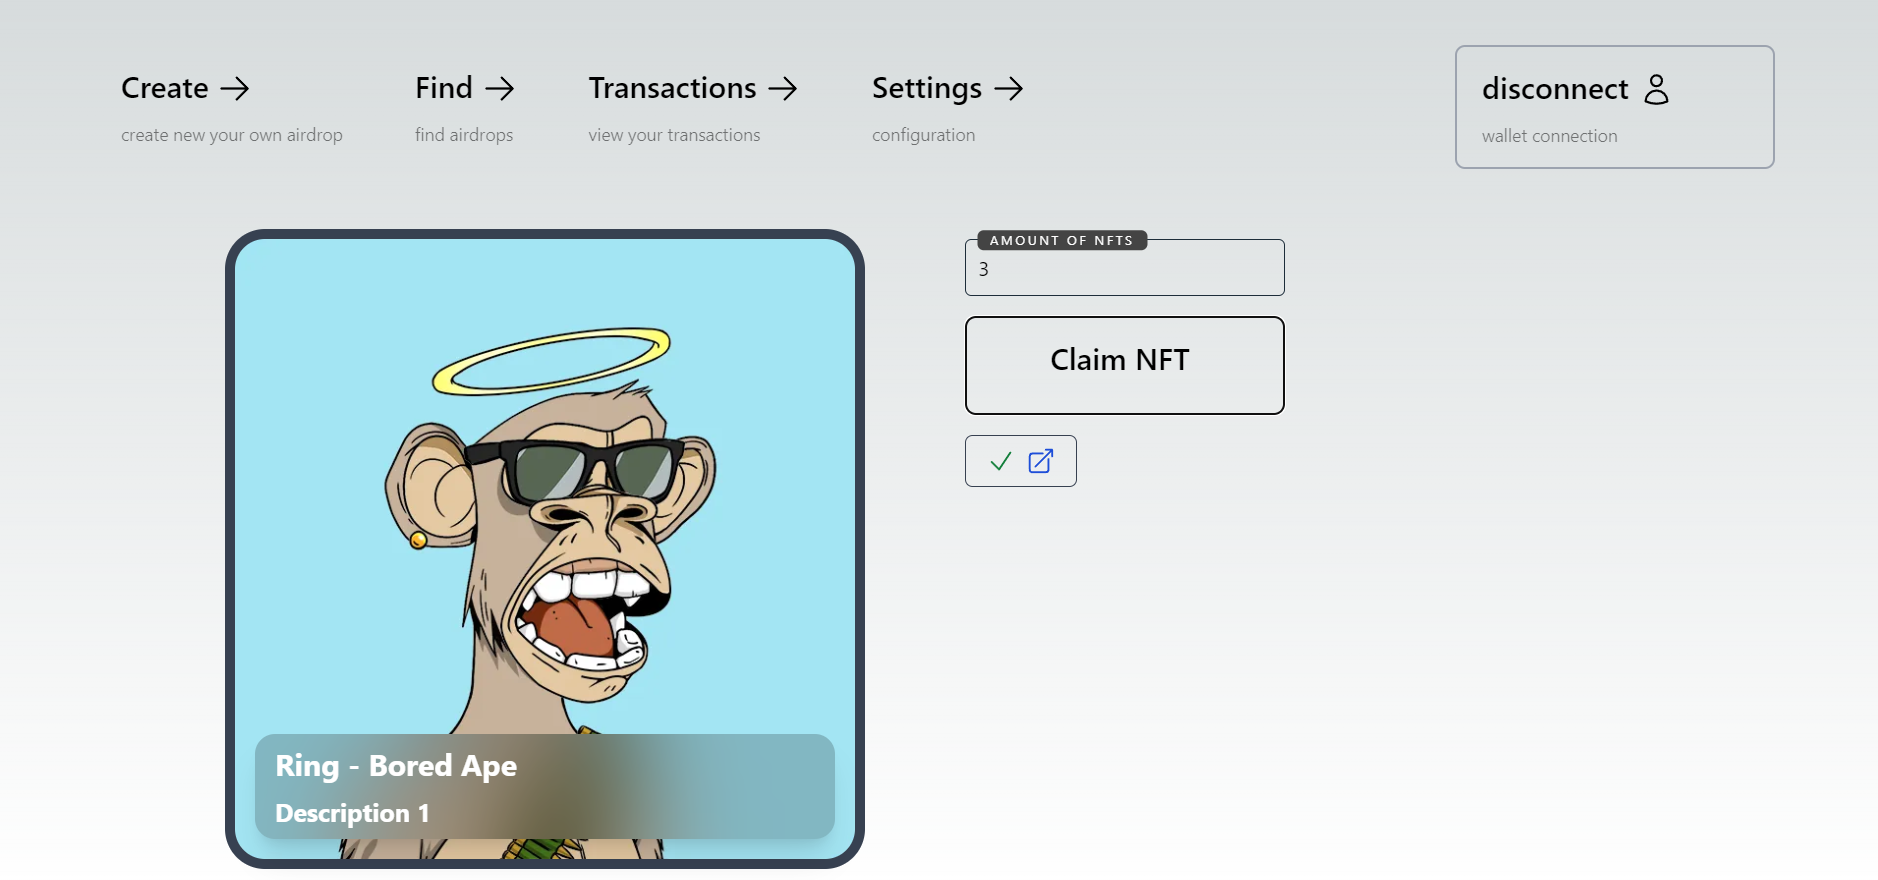 Create
create new your own airdrop
Find
find airdrops
Transactions
view your transactions
Settings
configuration
disconnect
wallet connection
AMOUNT OF NFTS
3
Claim NFT
Ring - Bored Ape
Description 1